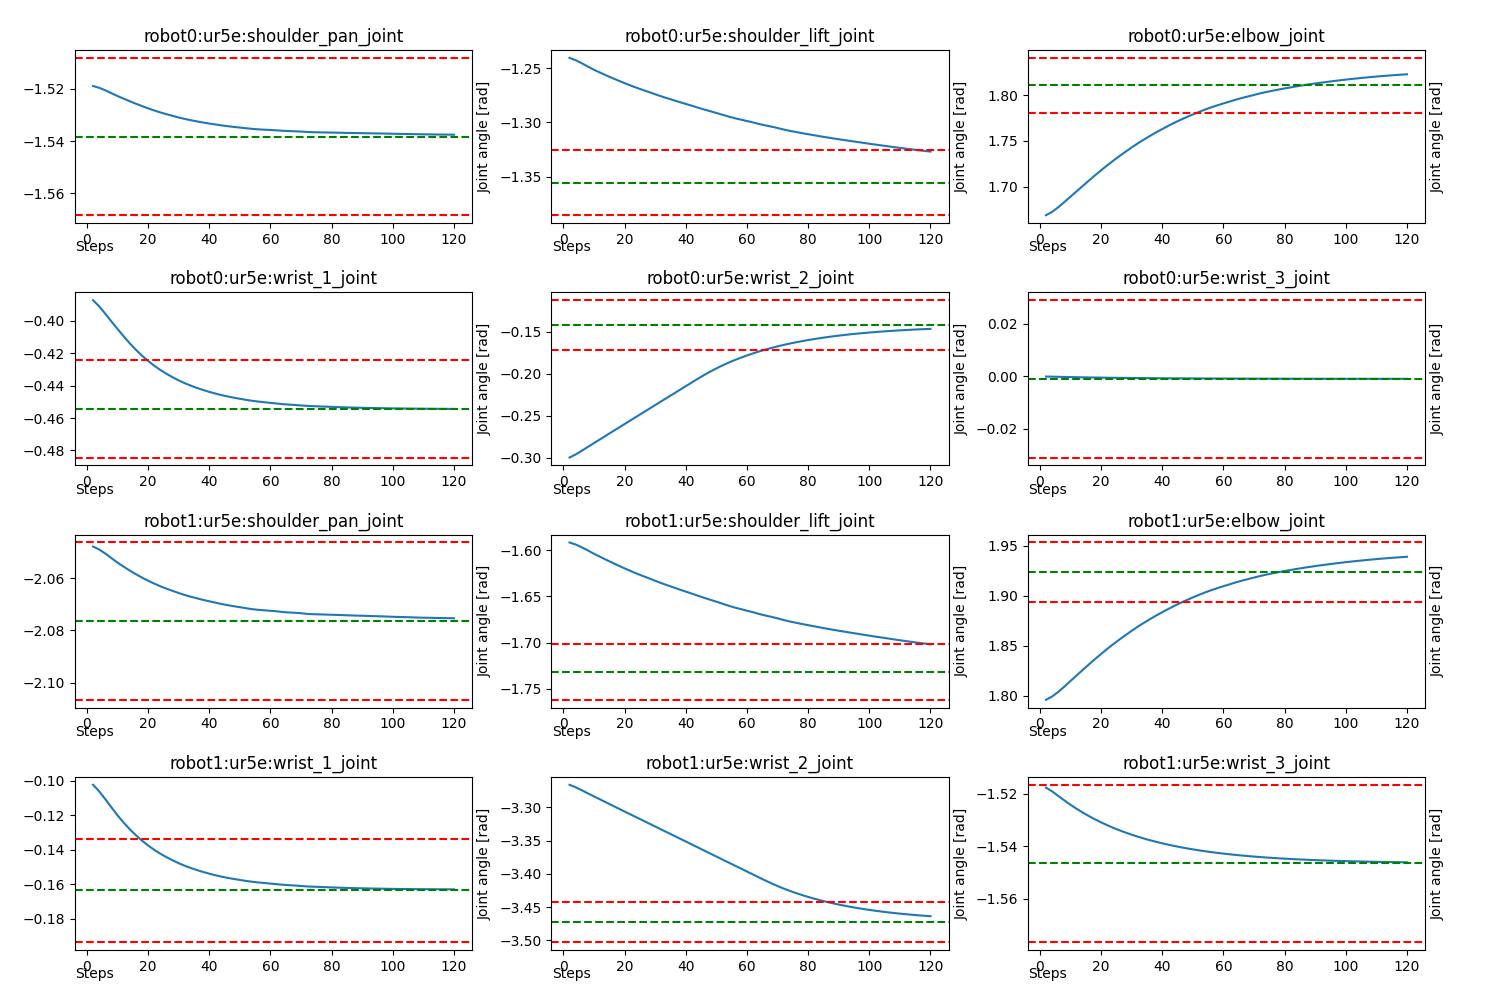 robot0:ur5e:shoulder_pan_joint
−1.52
−1.54
−1.56
0 20 40 60 80 100 120
Steps
Joint angle [rad]
robot0:ur5e:shoulder_lift_joint
−1.25
−1.30
−1.35
0 20 40 60 80 100 120
Steps
Joint angle [rad]
robot0:ur5e:elbow_joint
1.80
1.75
1.70
0 20 40 60 80 100 120
Steps
Joint angle [rad]
robot0:ur5e:wrist_1_joint
−0.40
−0.42
−0.44
−0.46
−0.48
0 20 40 60 80 100 120
Steps
Joint angle [rad]
robot0:ur5e:wrist_2_joint
−0.15
−0.20
−0.25
−0.30
0 20 40 60 80 100 120
Steps
Joint angle [rad]
robot0:ur5e:wrist_3_joint
0.02
0.00
−0.02
0 20 40 60 80 100 120
Steps
Joint angle [rad]
robot1:ur5e:shoulder_pan_joint
−2.06
−2.08
−2.10
0 20 40 60 80 100 120
Steps
Joint angle [rad]
robot1:ur5e:shoulder_lift_joint
−1.60
−1.65
−1.70
−1.75
0 20 40 60 80 100 120
Steps
Joint angle [rad]
robot1:ur5e:elbow_joint
1.95
1.90
1.85
1.80
0 20 40 60 80 100 120
Steps
Joint angle [rad]
robot1:ur5e:wrist_1_joint
−0.10
−0.12
−0.14
−0.16
−0.18
0 20 40 60 80 100 120
Steps
Joint angle [rad]
robot1:ur5e:wrist_2_joint
−3.30
−3.35
−3.40
−3.45
−3.50
0 20 40 60 80 100 120
Steps
Joint angle [rad]
robot1:ur5e:wrist_3_joint
−1.52
−1.54
−1.56
0 20 40 60 80 100 120
Steps
Joint angle [rad]